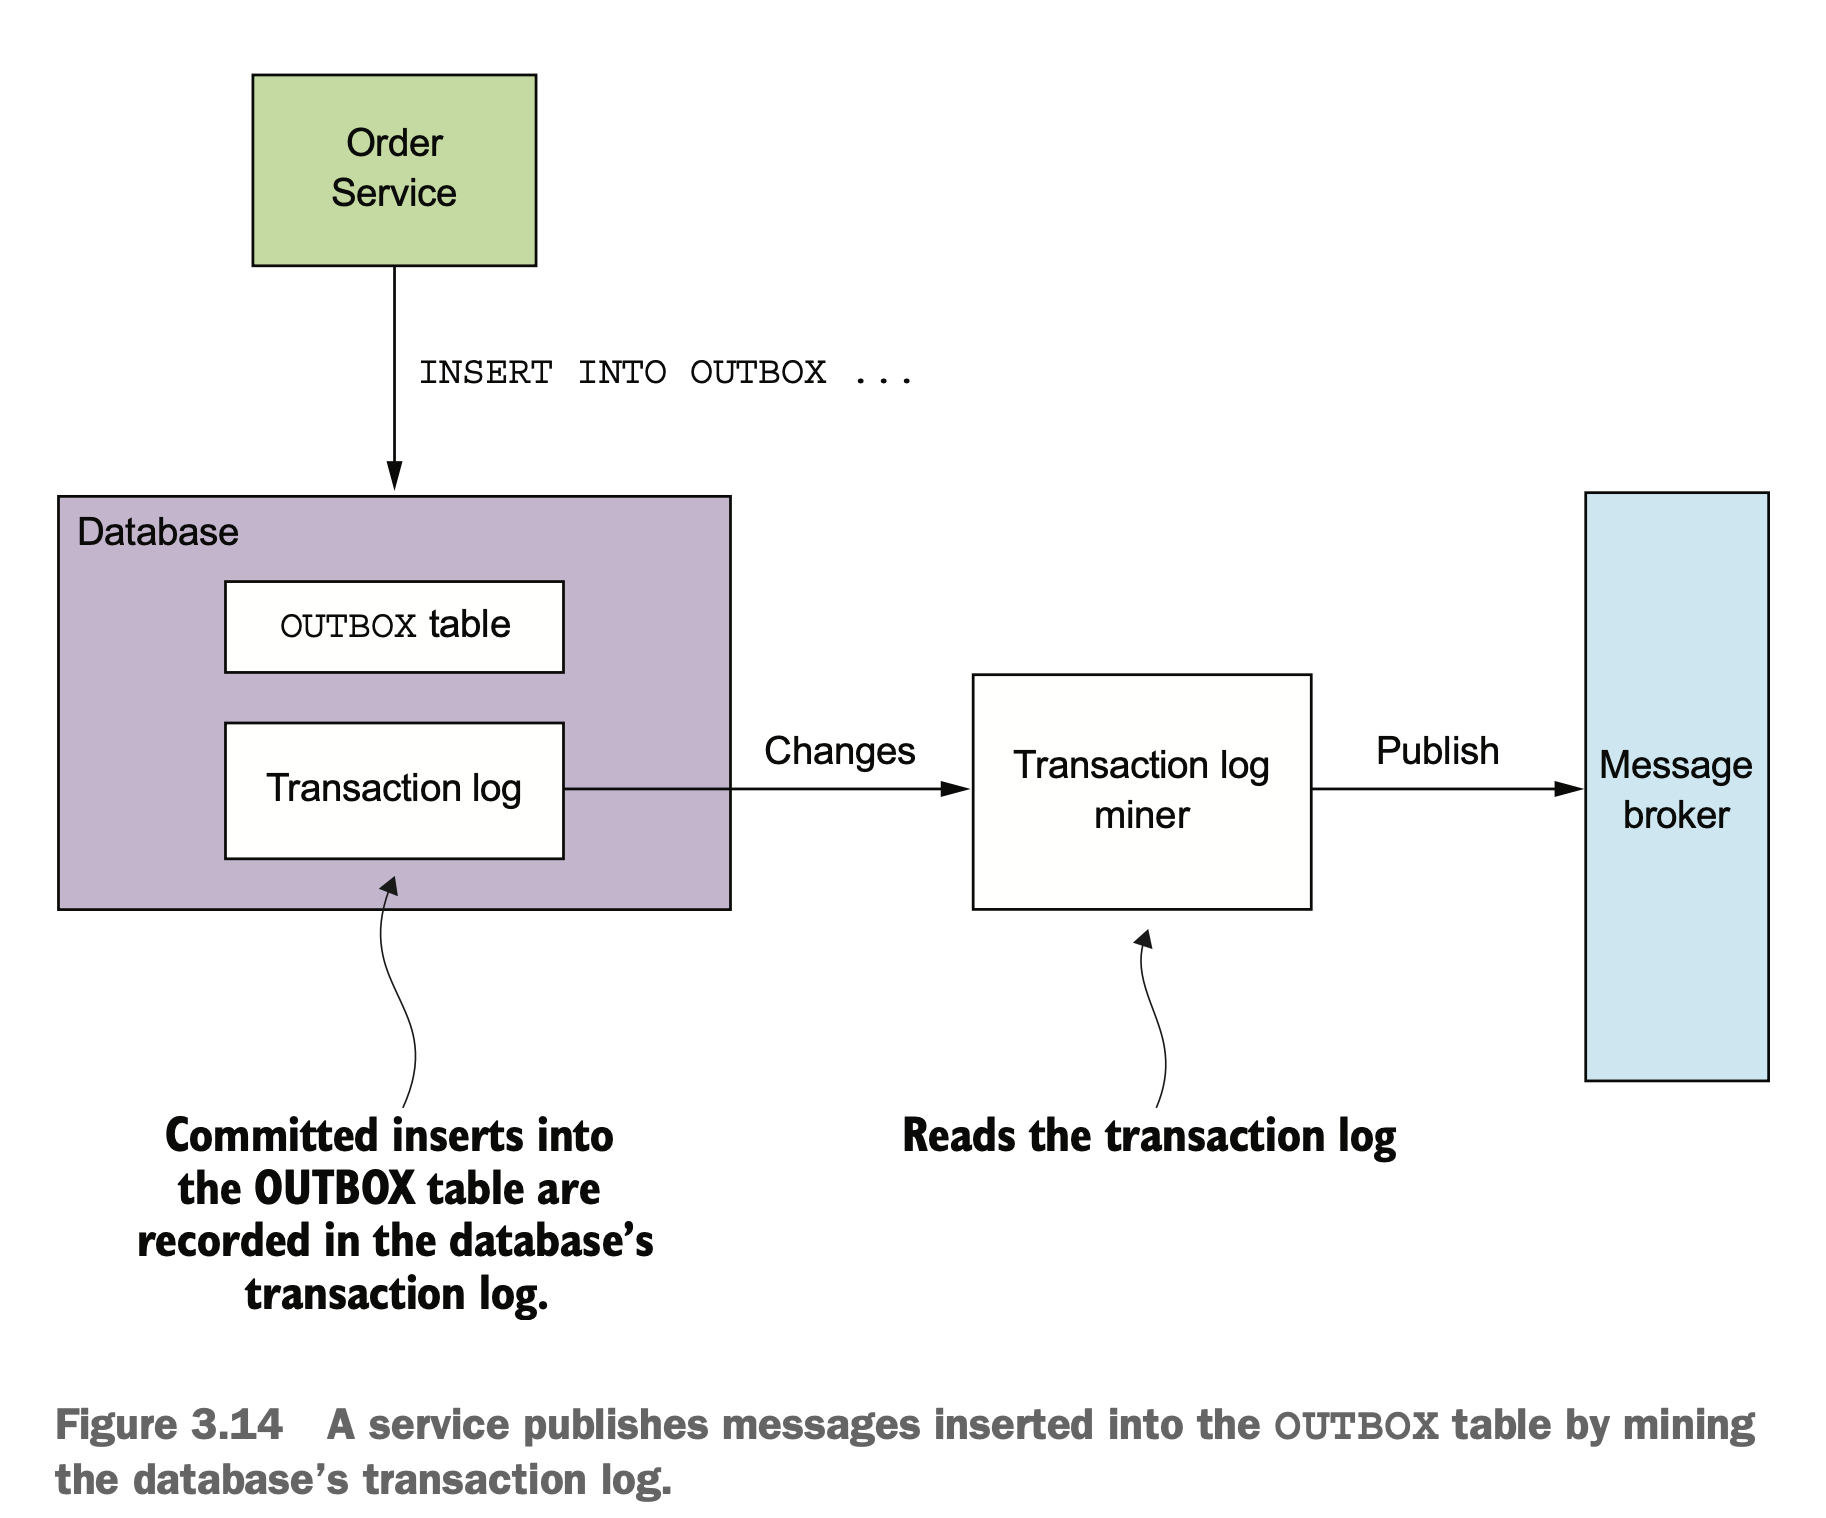 Order
Service
INSERT INTO OUTBOX ...
Database
OUTBOX table
Transaction log
Changes
Transaction log
miner
Publish
Message
broker
Committed inserts into
the OUTBOX table are
recorded in the database’s
transaction log.
Reads the transaction log
Figure 3.14 A service publishes messages inserted into the OUTBOX table by mining
the database’s transaction log.